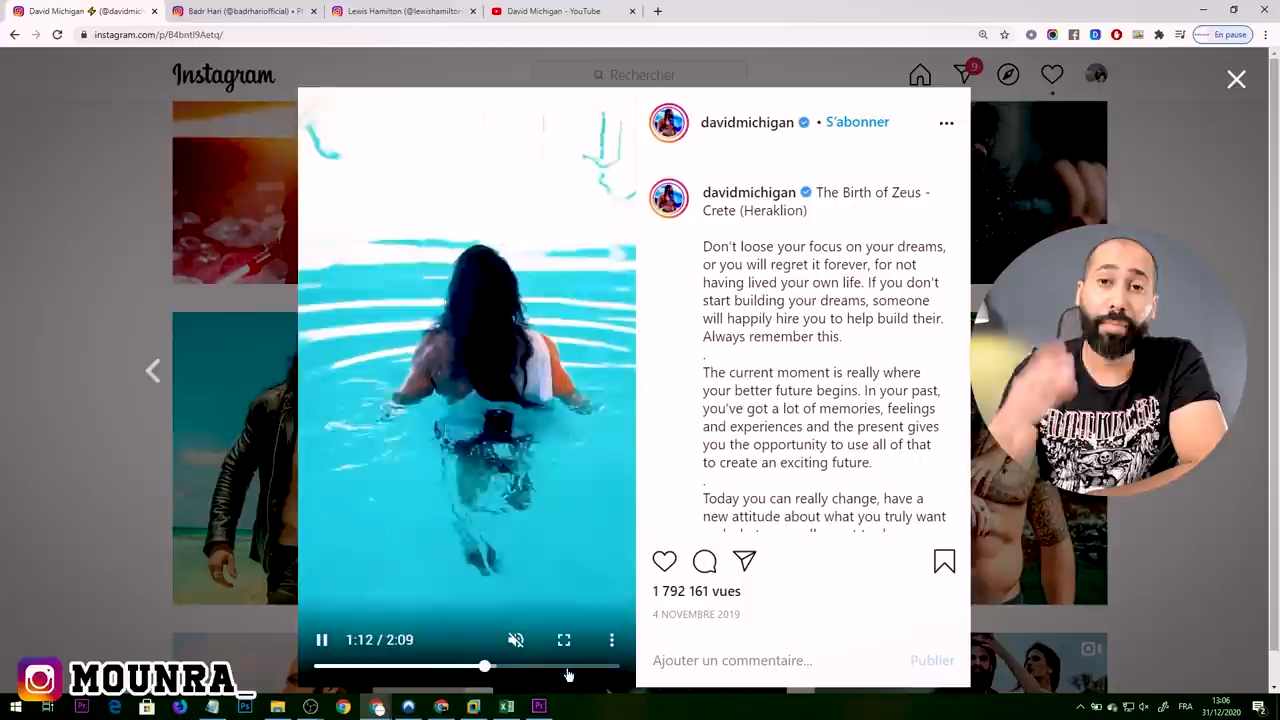 David Michigan ⚡ (@davidmich
Badr Hari (@badrhariofficial) • P
Lewis Hamilton (@lewishamilton
David Michigan - YouTube
instagram.com/p/B4bntl9Aetq/
En pause
Instagram
Rechercher
9
davidmichigan • S'abonner
davidmichigan The Birth of Zeus -
Crete (Heraklion)
Don't loose your focus on your dreams,
or you will regret it forever, for not
having lived your own life. If you don't
start building your dreams, someone
will happily hire you to help build their.
Always remember this.
.
The current moment is really where
your better future begins. In your past,
you've got a lot of memories, feelings
and experiences and the present gives
you the opportunity to use all of that
to create an exciting future.
.
Today you can really change, have a
new attitude about what you truly want
1 792 161 vues
4 NOVEMBRE 2019
1:12 / 2:09
Ajouter un commentaire...
Publier
MOUNRA_
FRA
13:06
31/12/2020
2